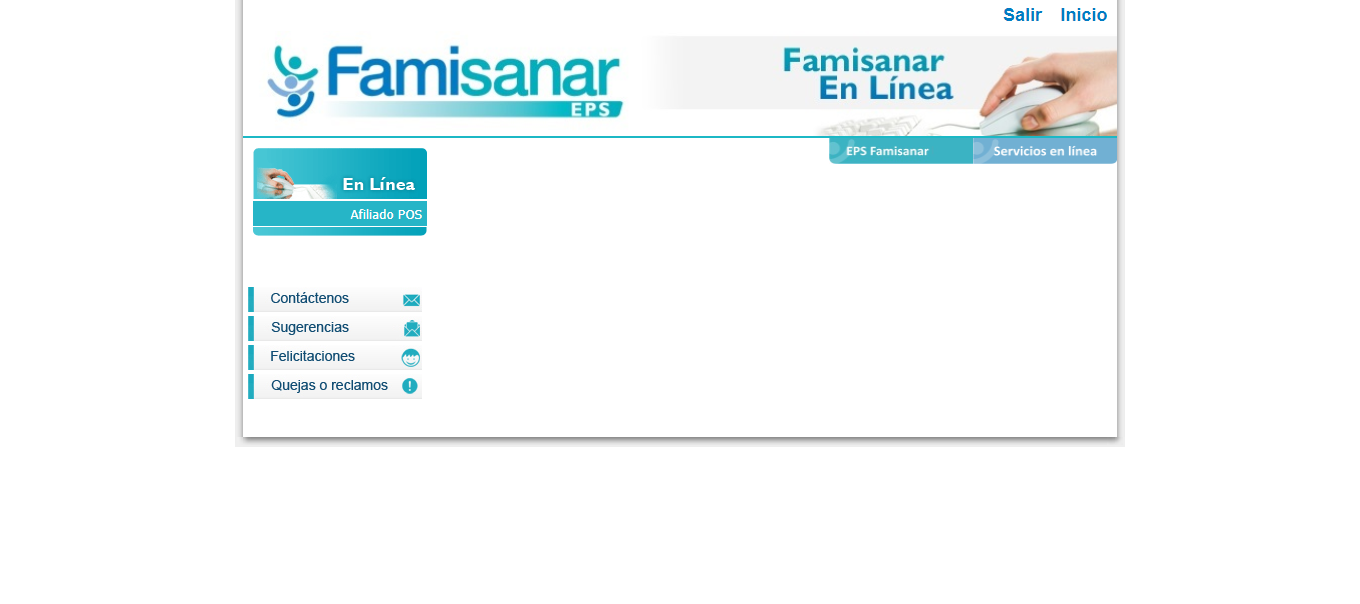 Salir Inicio
Famisanar
EPS
Famisanar
En Línea
EPS Famisanar Servicios en línea
En Línea
Afiliado POS
Contáctenos
Sugerencias
Felicitaciones
Quejas o reclamos